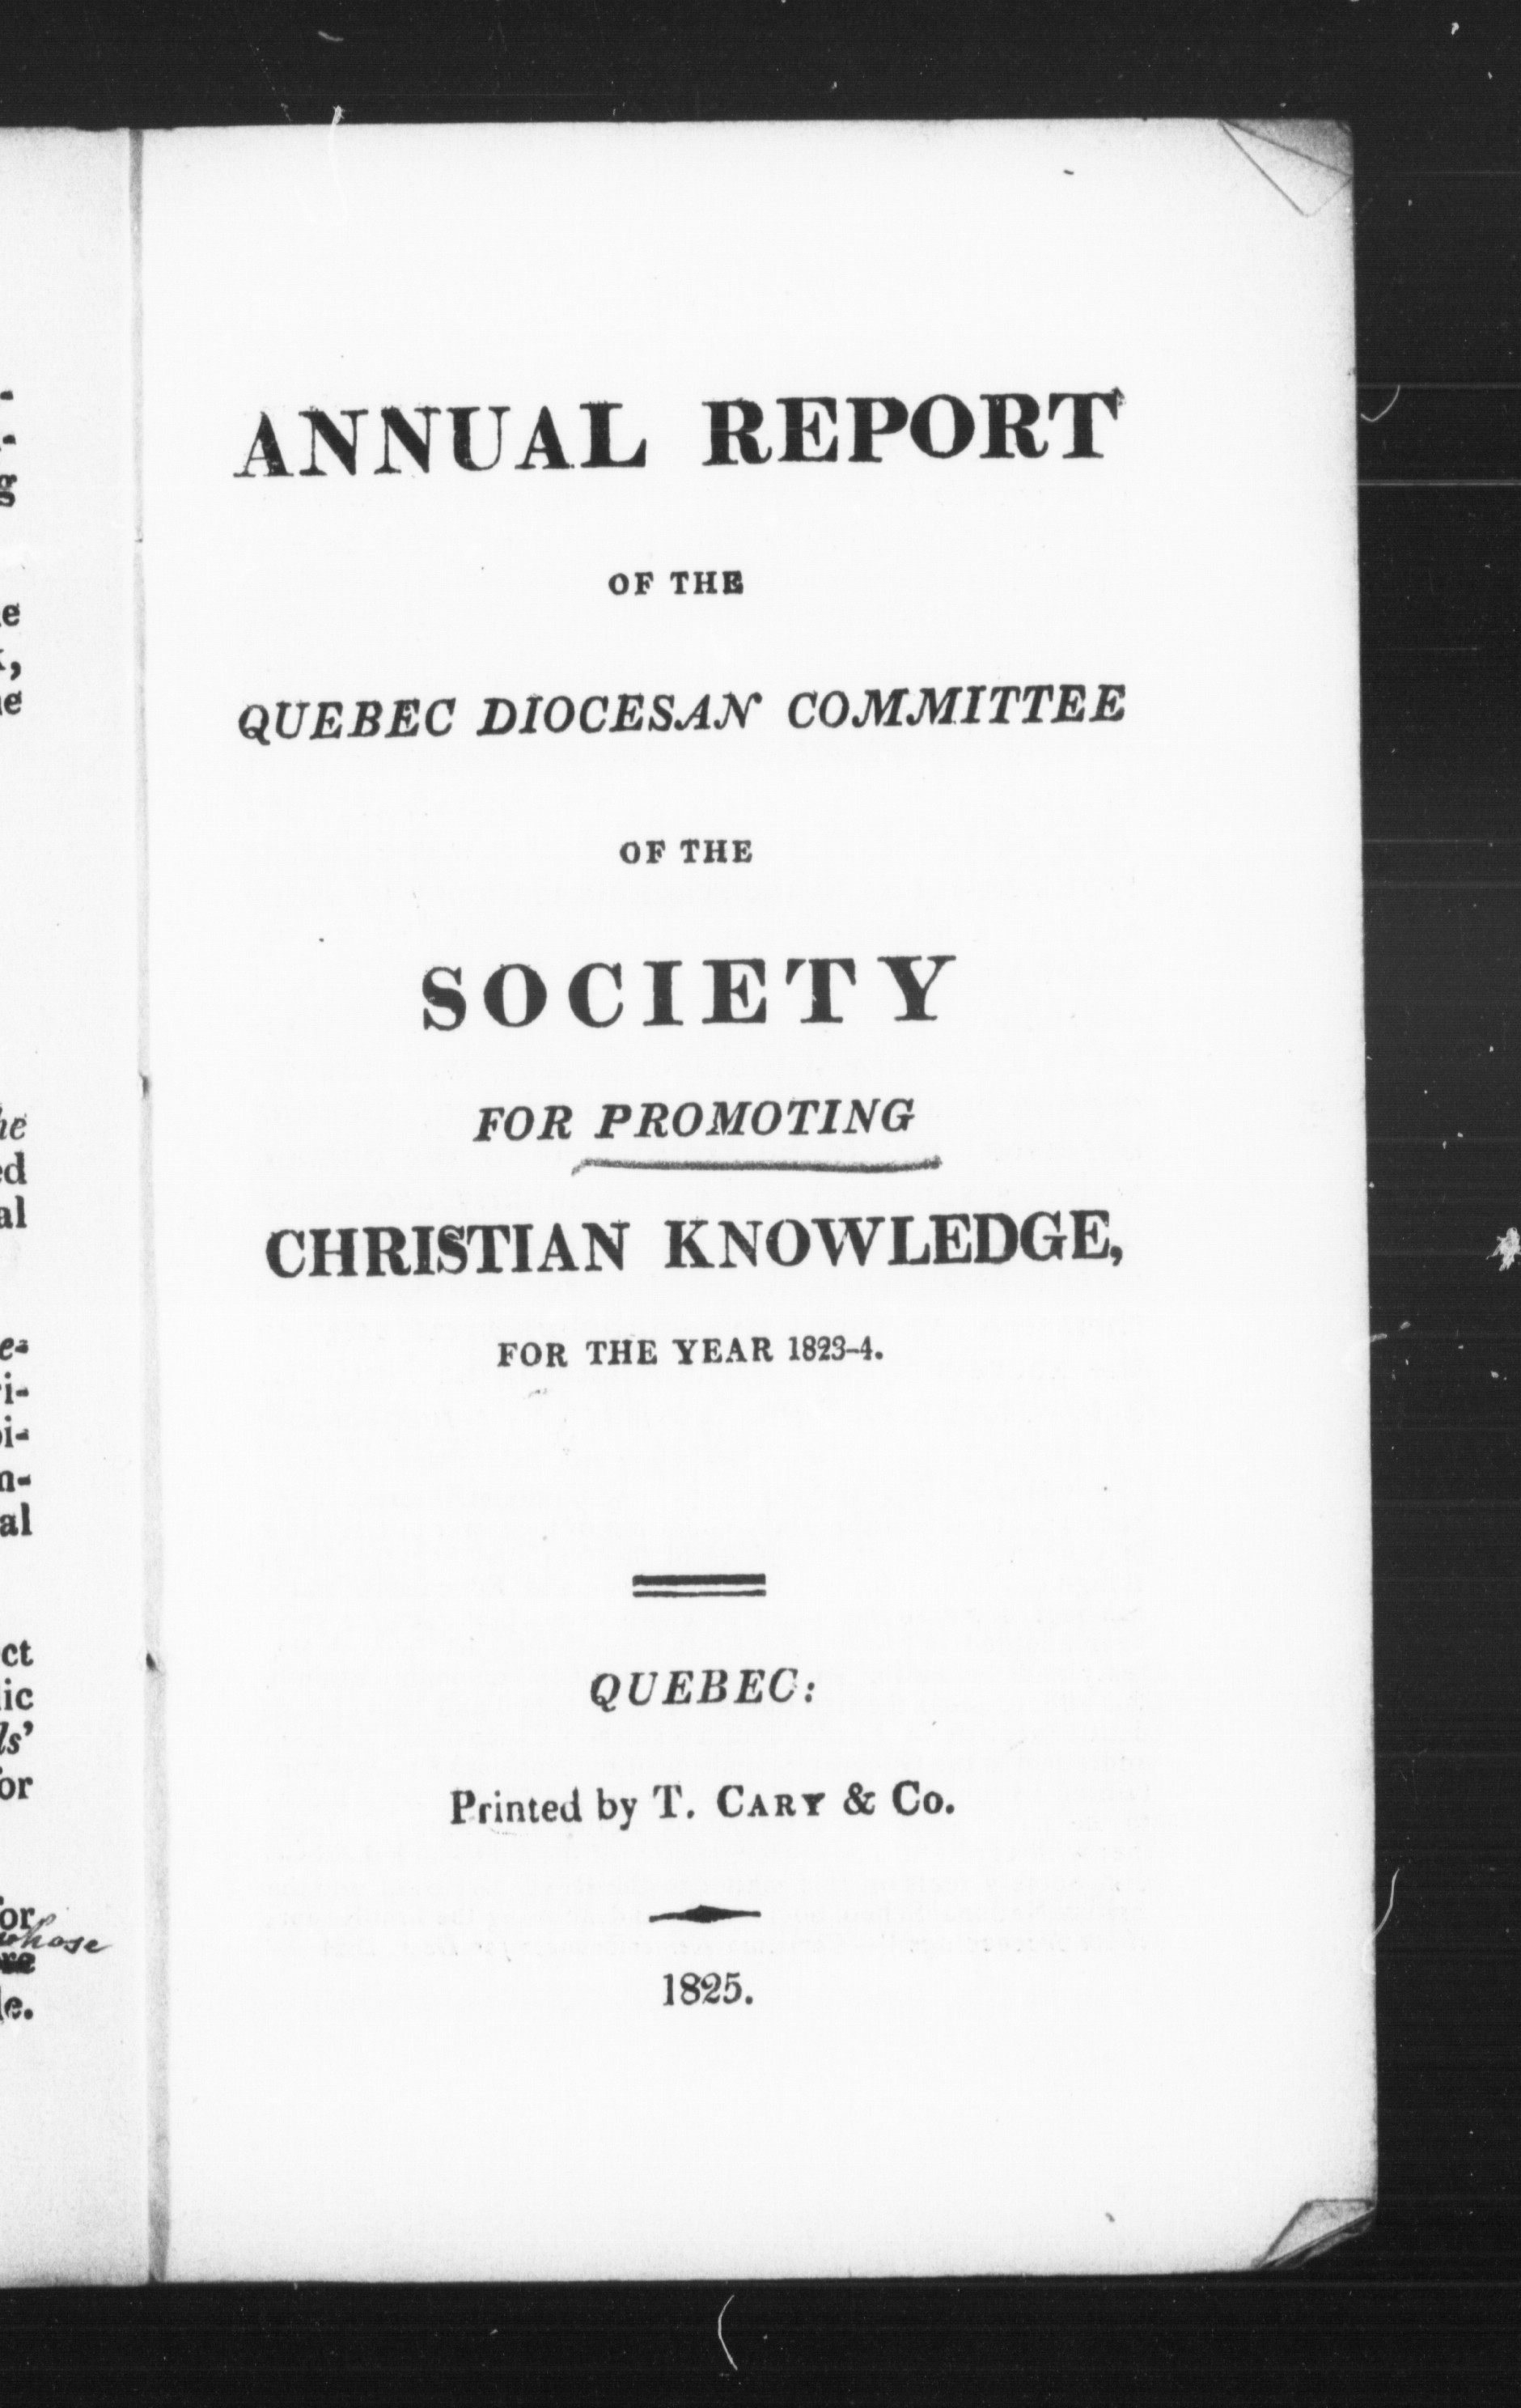 ANNUAL REPORT
OF THE
QUEBEC DIOCESAN COMMITTEE
OF THE
SOCIETY
FOR PROMOTING
CHRISTIAN KNOWLEDGE,
FOR THE YEAR 1823-4.
QUEBEC:
Printed by T. CARY & Co.
1825.
whose